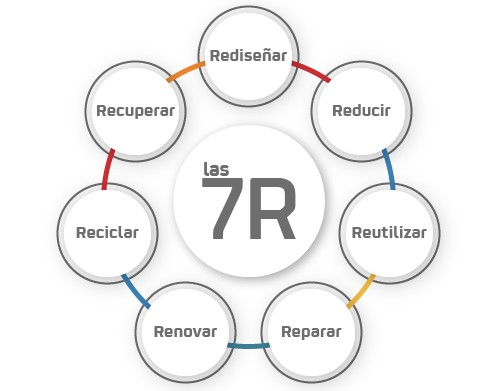 Rediseñar
Recuperar
Reducir
las
7R
Reciclar
Reutilizar
Renovar
Reparar